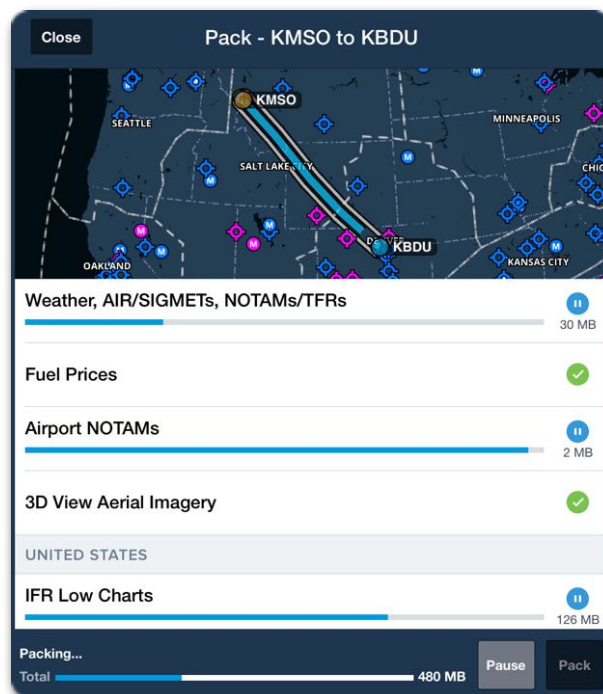 Close
Pack - KMSO to KBDU
KMSO
SEATTLE
M
MINNEAPOLIS
M
SALT LAKE CITY
M
M
M
M
M
M
KBDU
M
OAKLAND
KANSAS CITY
Weather, AIR/SIGMETs, NOTAMs/TFRs
30 MB
Fuel Prices
Airport NOTAMs
2 MB
3D View Aerial Imagery
UNITED STATES
IFR Low Charts
126 MB
Packing...
Total
480 MB
Pause
Pack